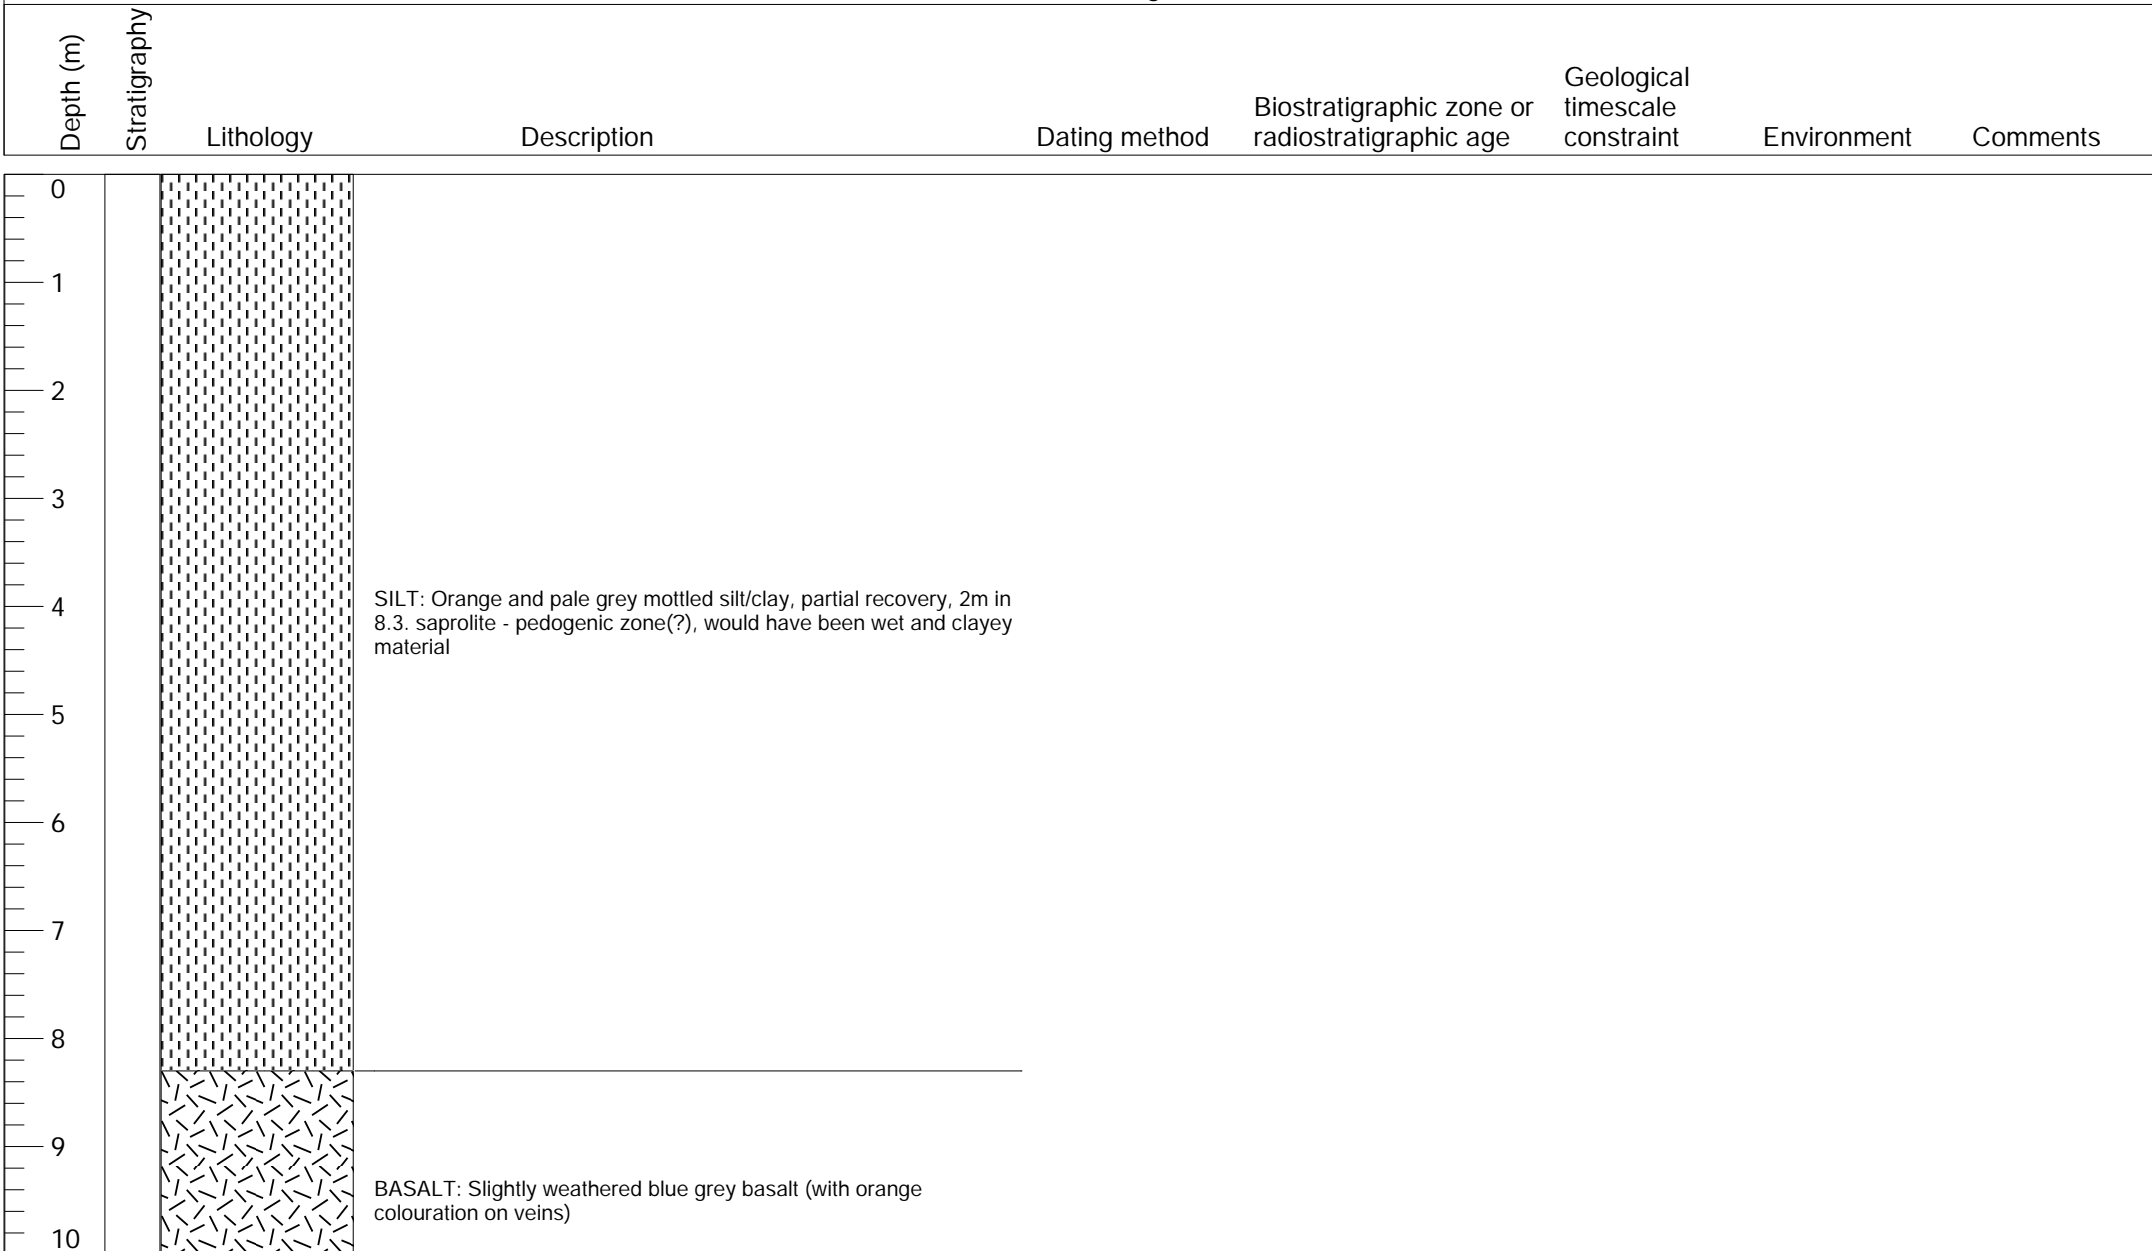 Depth (m)
Stratigraphy
Lithology
Description
Dating method
Biostratigraphic zone or
radiostratigraphic age
Geological
timescale
constraint
Environment
Comments
0
1
2
3
4
SILT: Orange and pale grey mottled silt/clay, partial recovery, 2m in
8.3. saprolite - pedogenic zone(?), would have been wet and clayey
material
5
6
7
8
9
BASALT: Slightly weathered blue grey basalt (with orange
colouration on veins)
10